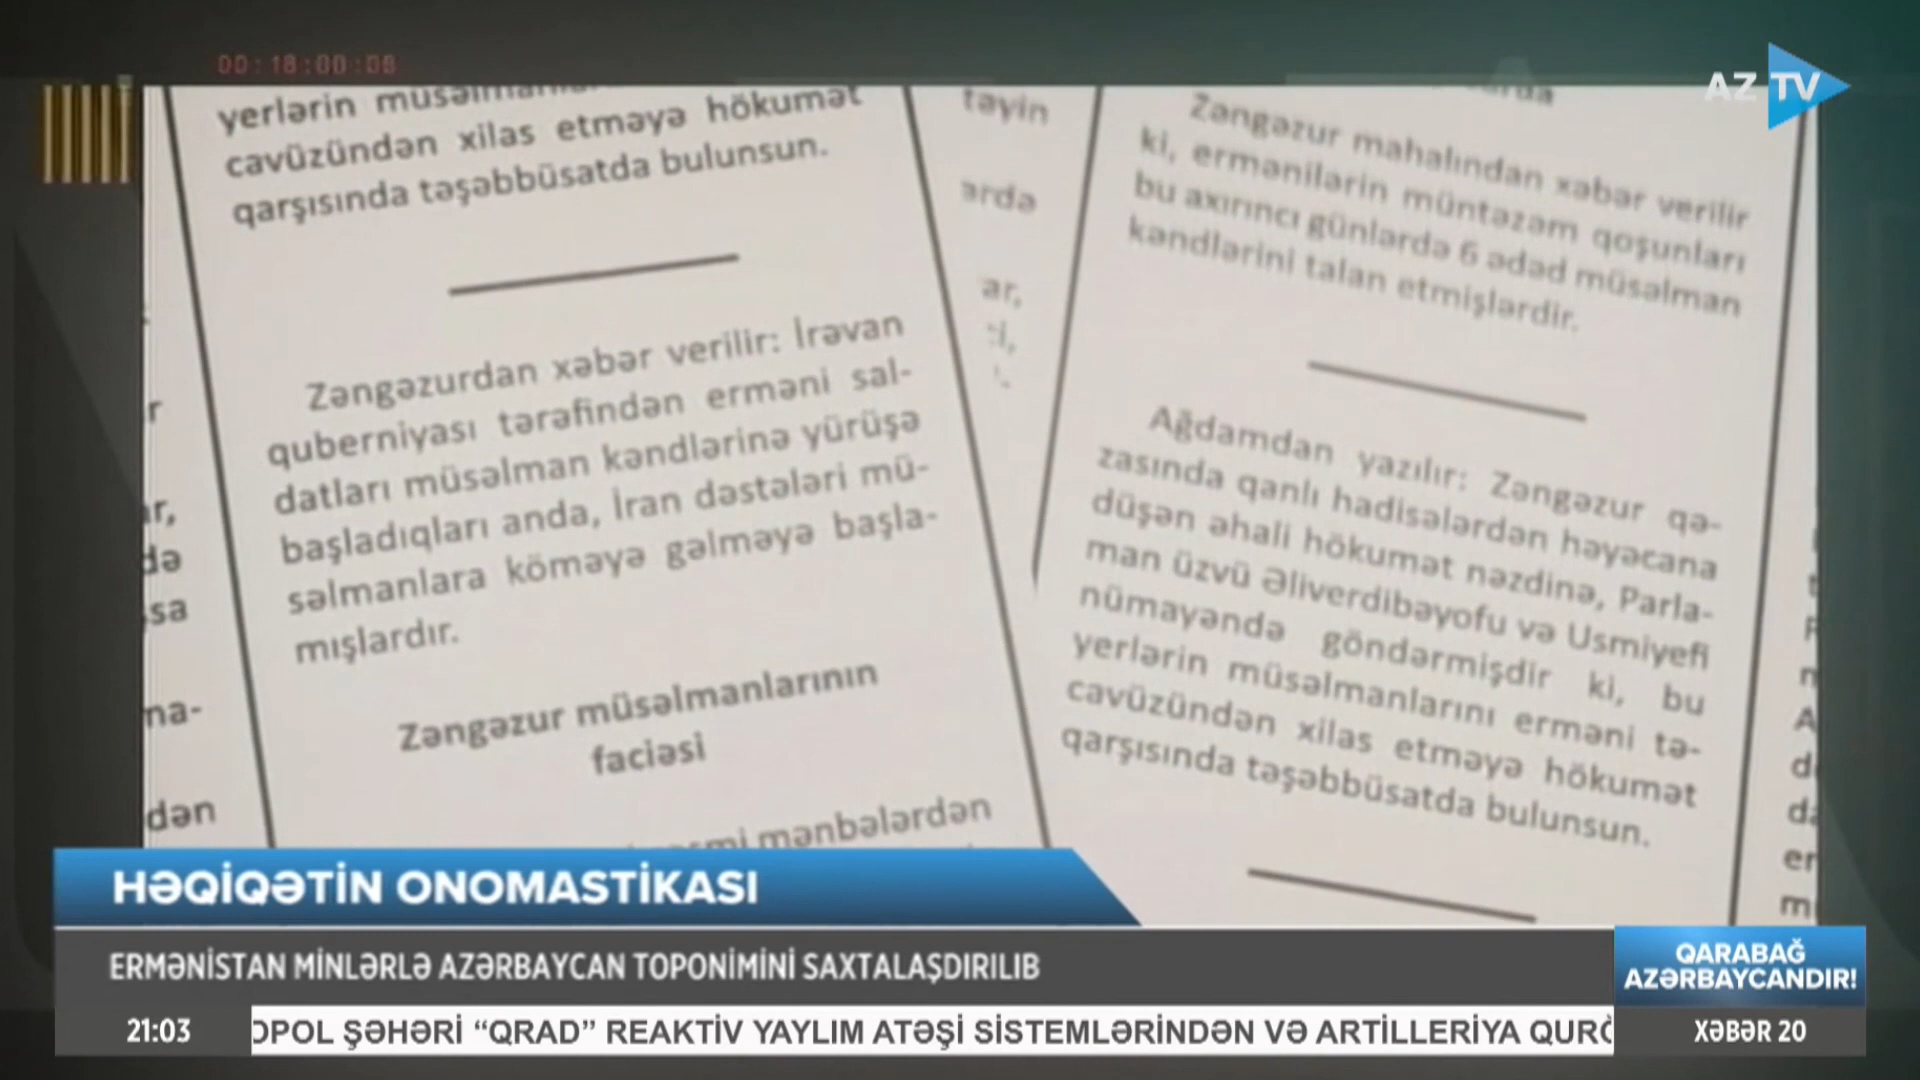 00:18:00:06
AZTV
yerlərin
cavüzündən xilas etməyə hökumət
qarşısında təşəbbüsatda bulunsun.
Zəngəzurdan xəbər verilir: İrəvan
quberniyası tərəfindən erməni sal-
datları müsəlman kəndlərinə yürüşə
başladıqları anda, İran dəstələri mü-
səlmanlara köməyə gəlməyə başla-
mışlardır.
Zəngəzur müsəlmanlarının
faciəsi
mənbələrdən
r
ar,
də
sa
ma-
dən
təyin
ərdə
ar,
Zəngəzur mahalından xəbər verilir
ki, ermənilərin müntəzəm qoşunları
bu axırıncı günlərdə 6 ədəd müsəlman
kəndlərini talan etmişlərdir.
Ağdamdan yazılır: Zəngəzur qə-
zasında qanlı hadisələrdən həyəcana
düşən əhali hökumət nəzdinə, Parla-
man üzvü Əliverdibəyofu və Usmiyefi
nümayəndə göndərmişdir ki, bu
yerlərin müsəlmanlarını erməni tə-
cavüzündən xilas etməyə hökumət
qarşısında təşəbbüsatda bulunsun.
HƏQİQƏTİN ONOMASTİKASI
ERMƏNİSTAN MİNLƏRLƏ AZƏRBAYCAN TOPONİMİNİ SAXTALAŞDIRILIB
QARABAĞ
AZƏRBAYCANDIR!
21:03
OPOL ŞƏHƏRİ “QRAD” REAKTİV YAYLIM ATƏŞİ SİSTEMLƏRİNDƏN VƏ ARTİLLERİYA QURĞ
XƏBƏR 20